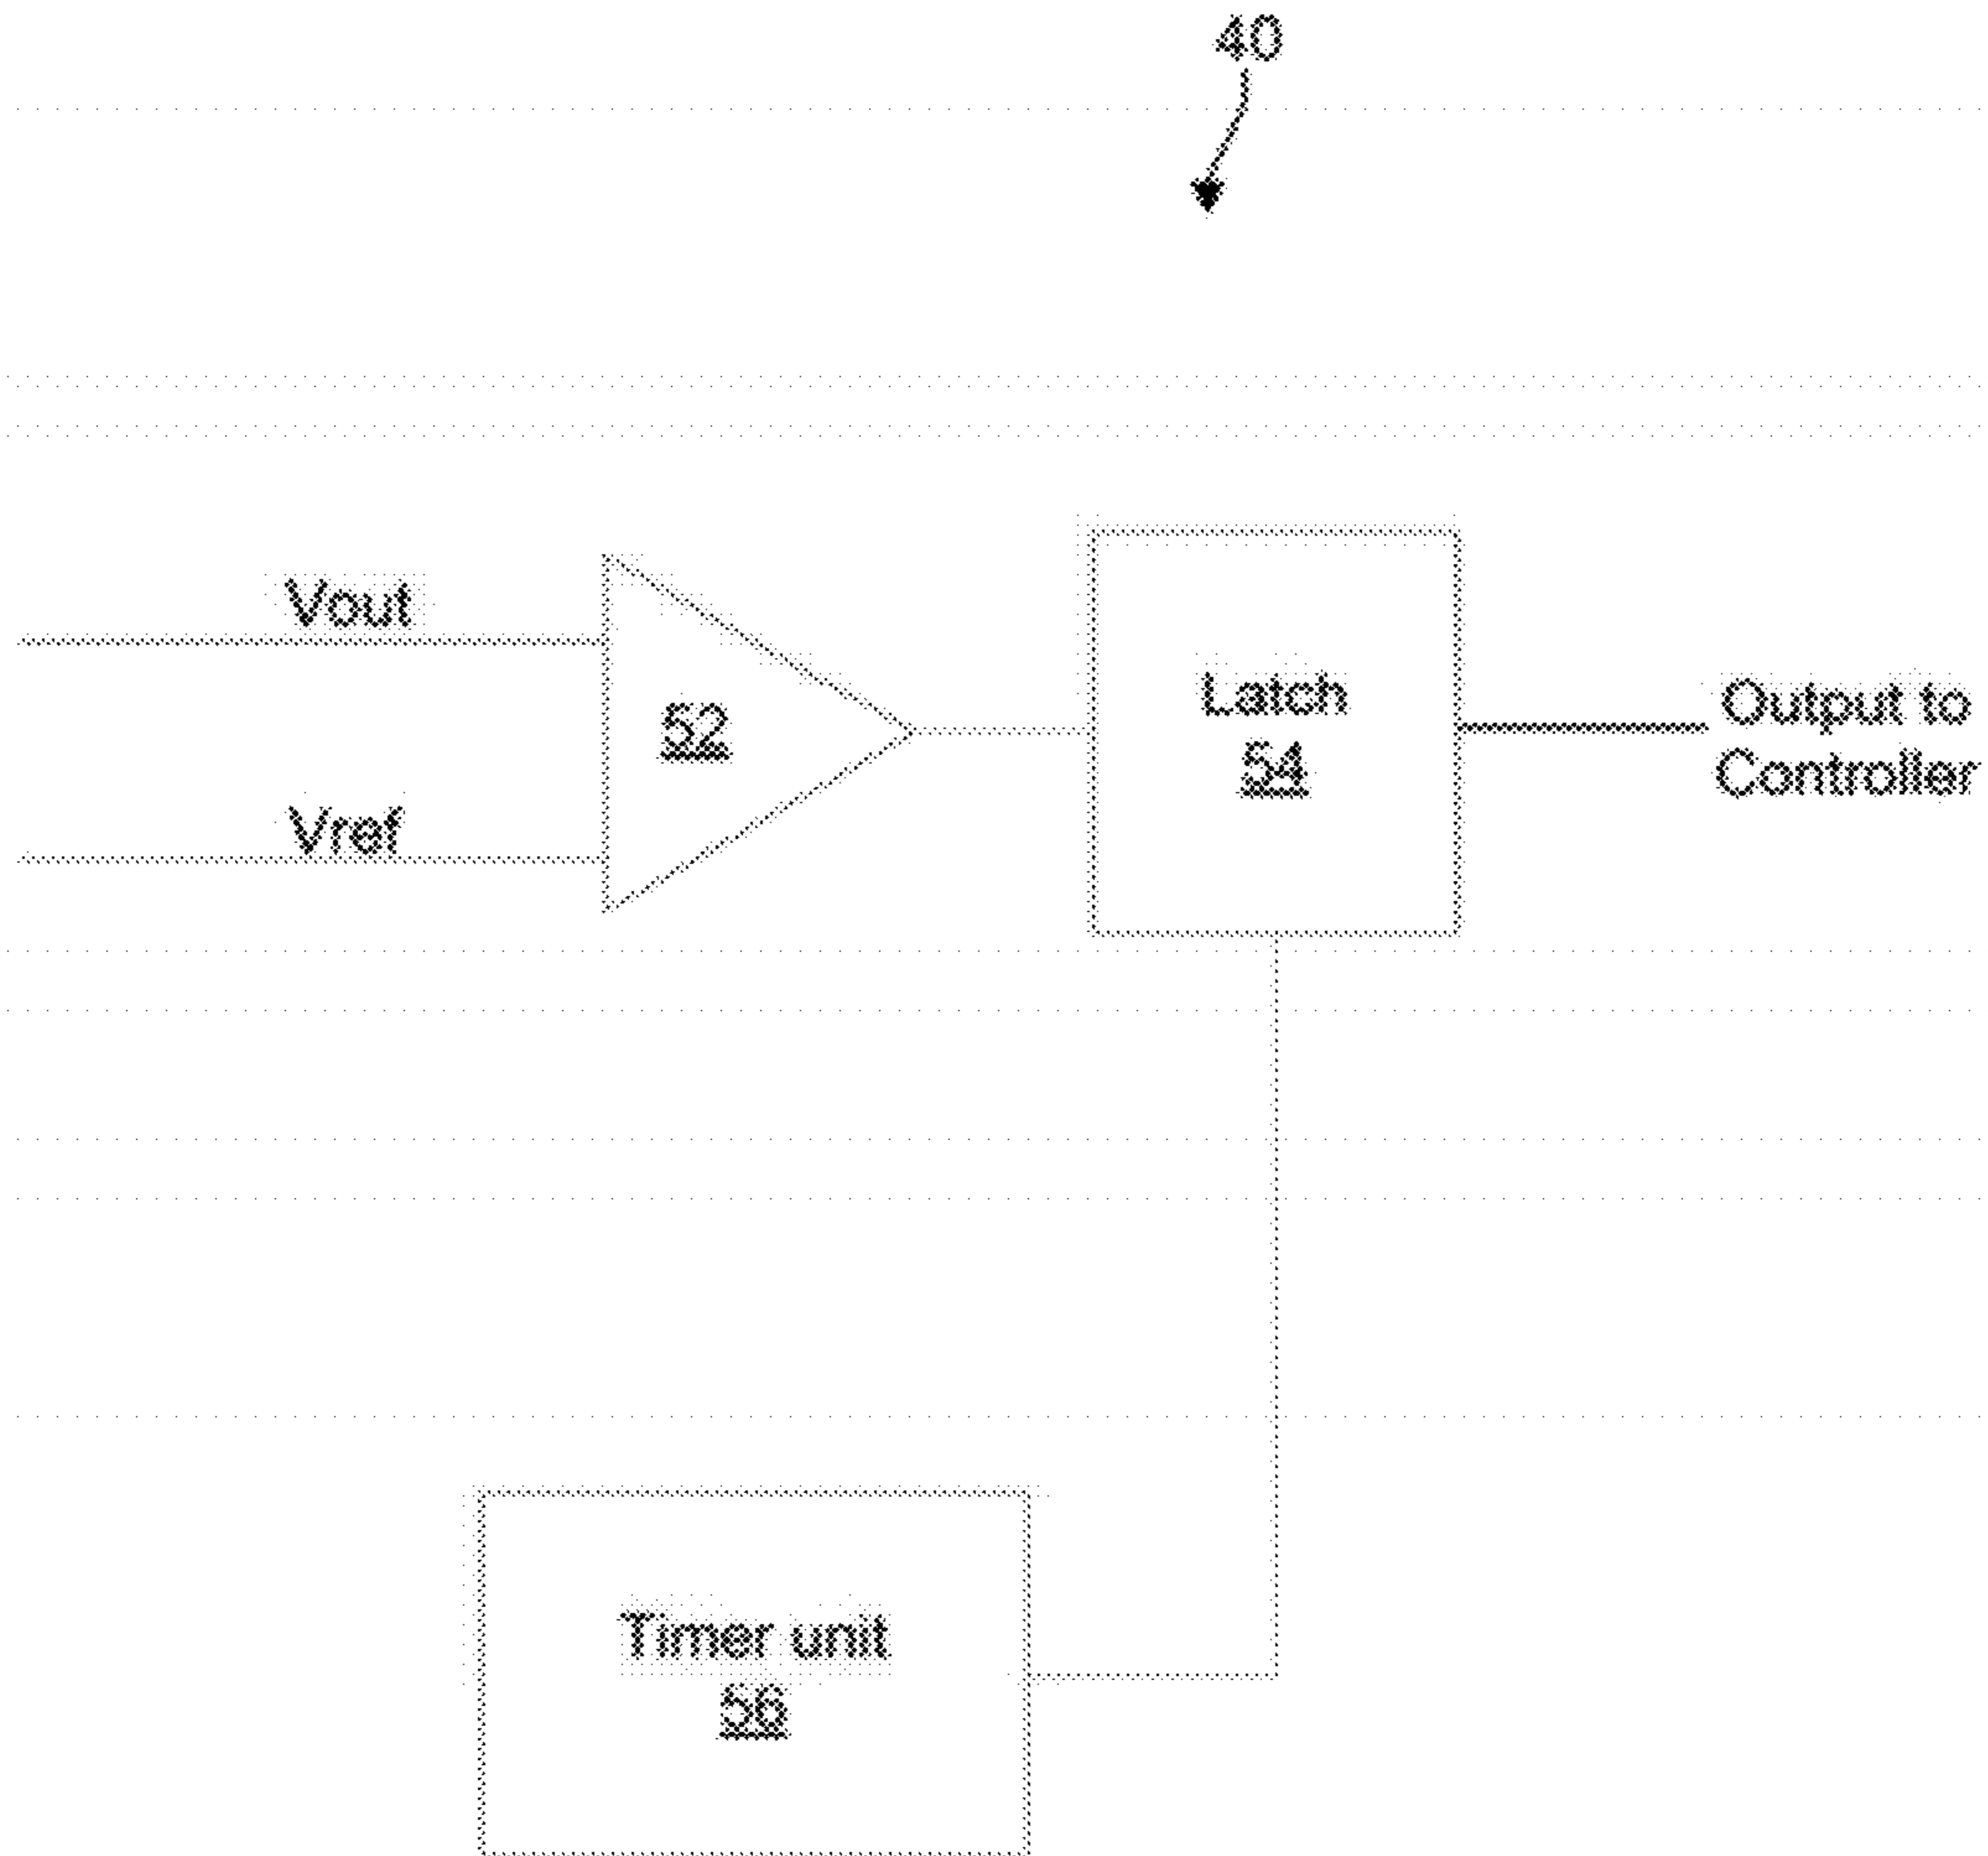 40
Vout
52
Vref
Latch
54
Output to
Controller
Timer unit
56